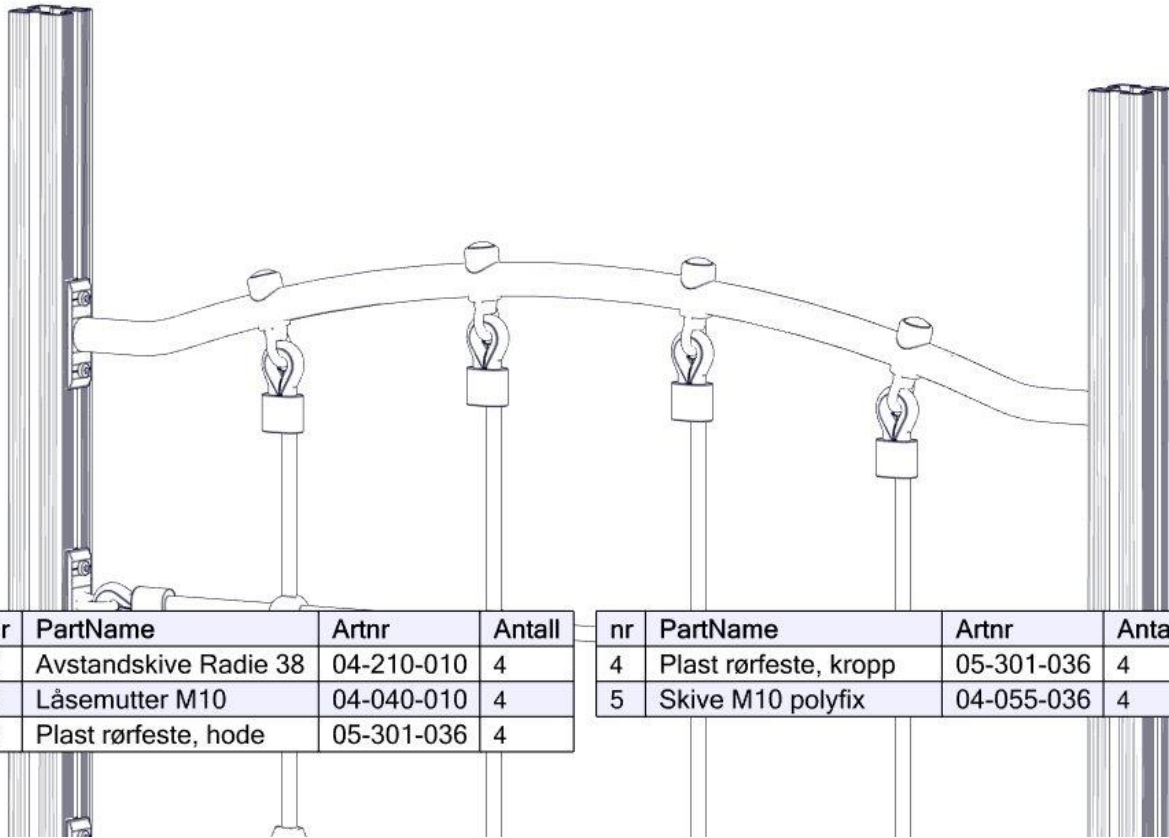 r PartName Artnr Antall
Avstandskive Radie 38 04-210-010 4
Låsemutter M10 04-040-010 4
Plast rørfeste, hode 05-301-036 4
nr PartName Artnr Anta
4 Plast rørfeste, kropp 05-301-036 4
5 Skive M10 polyfix 04-055-036 4